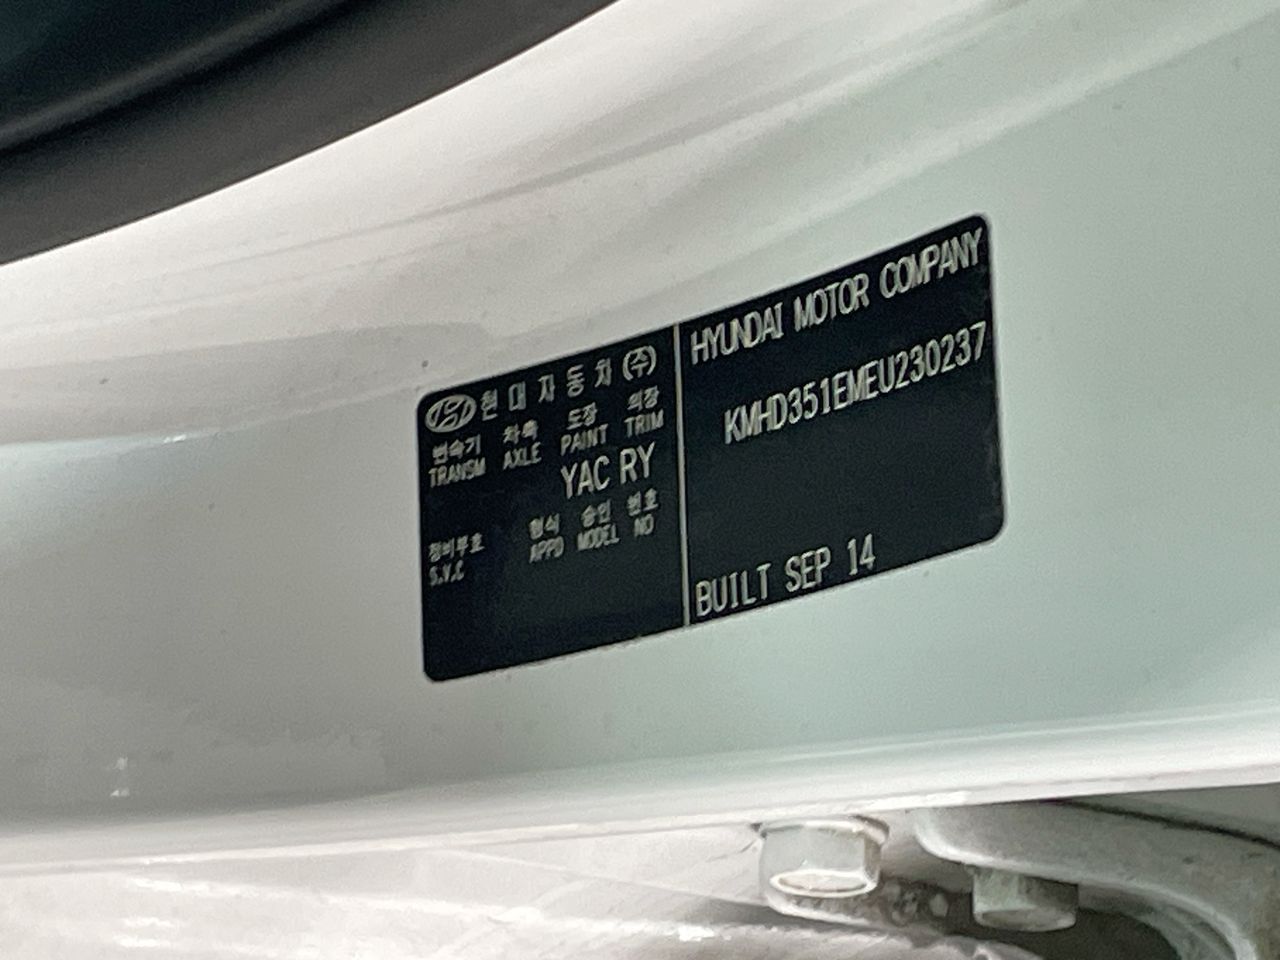 현대자동차(주)
변속기 차축 도장 의장
TRANSM AXLE PAINT TRIM
YAC RY
정비부호 형식 승인 번호
S.V.C APPD MODEL NO
HYUNDAI MOTOR COMPANY
KMHD351EMEU230237
BUILT SEP 14